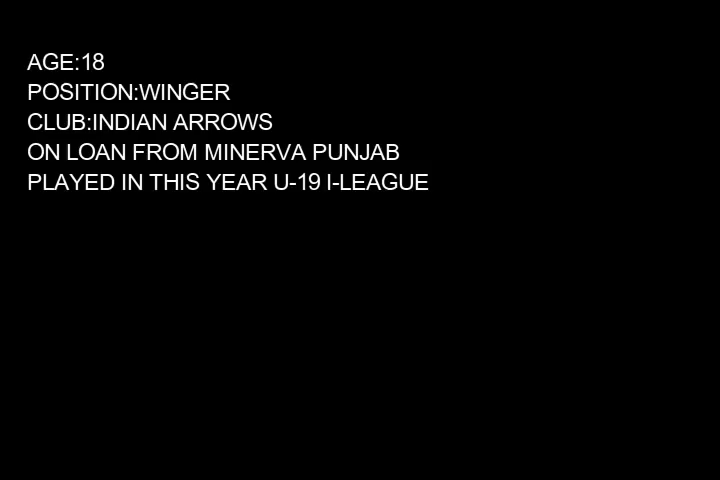 AGE:18
POSITION:WINGER
CLUB:INDIAN ARROWS
ON LOAN FROM MINERVA PUNJAB
PLAYED IN THIS YEAR U-19 I-LEAGUE